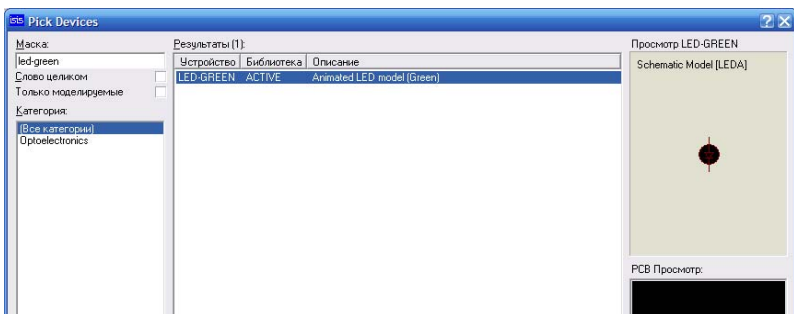 isis Pick Devices
Маска:
led-green
Слово целиком
Только моделируемые
Категория:
(Все категории)
Optoelectronics
Результаты (1):
Устройство Библиотека Описание
LED-GREEN ACTIVE Animated LED model (Green)
Просмотр LED-GREEN
Schematic Model [LEDA]
PCB Просмотр: